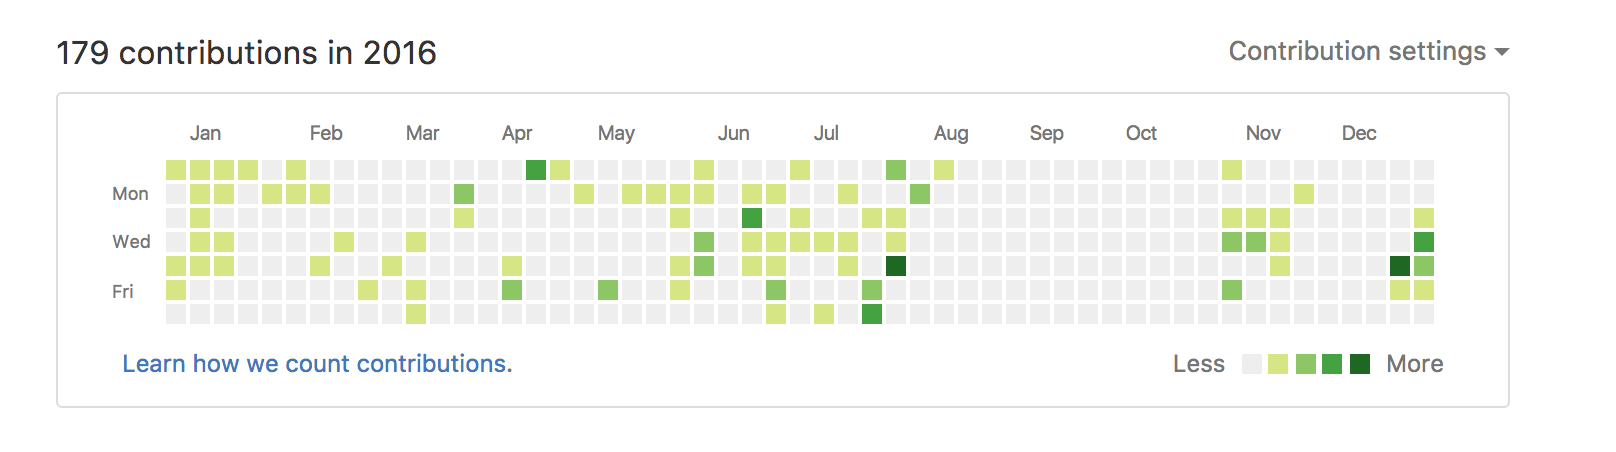 179 contributions in 2016
Contribution settings
Jan Feb Mar Apr May Jun Jul Aug Sep Oct Nov Dec
Mon
Wed
Fri
Learn how we count contributions.
Less More